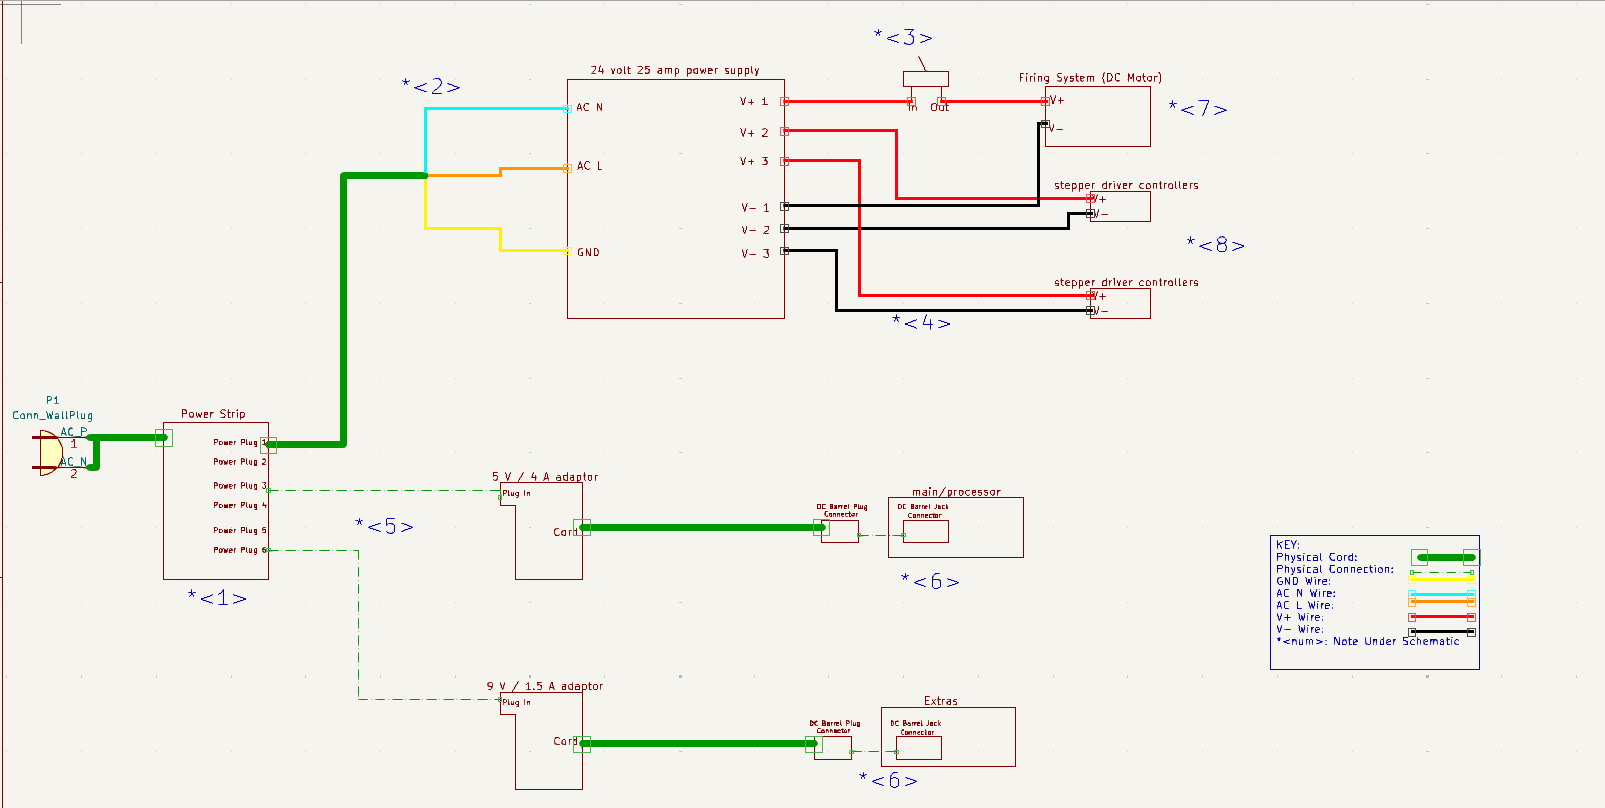 *<3>
24 volt 25 amp power supply
Firing System (DC Motor)
*<2>
AC N
V+ 1
In
Out
V+
*<7>
V+ 2
V-
AC L
V+ 3
stepper driver controllers
V+
V- 1
V-
V- 2
*<8>
GND
V- 3
stepper driver controllers
V+
V-
*<4>
P1
Conn_WallPlug
AC_P
1
AC_N
2
Power Strip
Power Plug 1
Power Plug 2
Power Plug 3
Power Plug 4
Power Plug 5
Power Plug 6
*<1>
*<5>
5 V / 4 A adaptor
Plug In
Cord
DC Barrel Plug
Connector
main/processor
DC Barrel Jack
Connector
*<6>
KEY:
Physical Cord:
Physical Connection:
GND Wire:
AC N Wire:
AC L Wire:
V+ Wire:
V- Wire:
*<num>: Note Under Schematic
9 V / 1.5 A adaptor
Plug In
Cord
DC Barrel Plug
Connector
Extras
DC Barrel Jack
Connector
*<6>